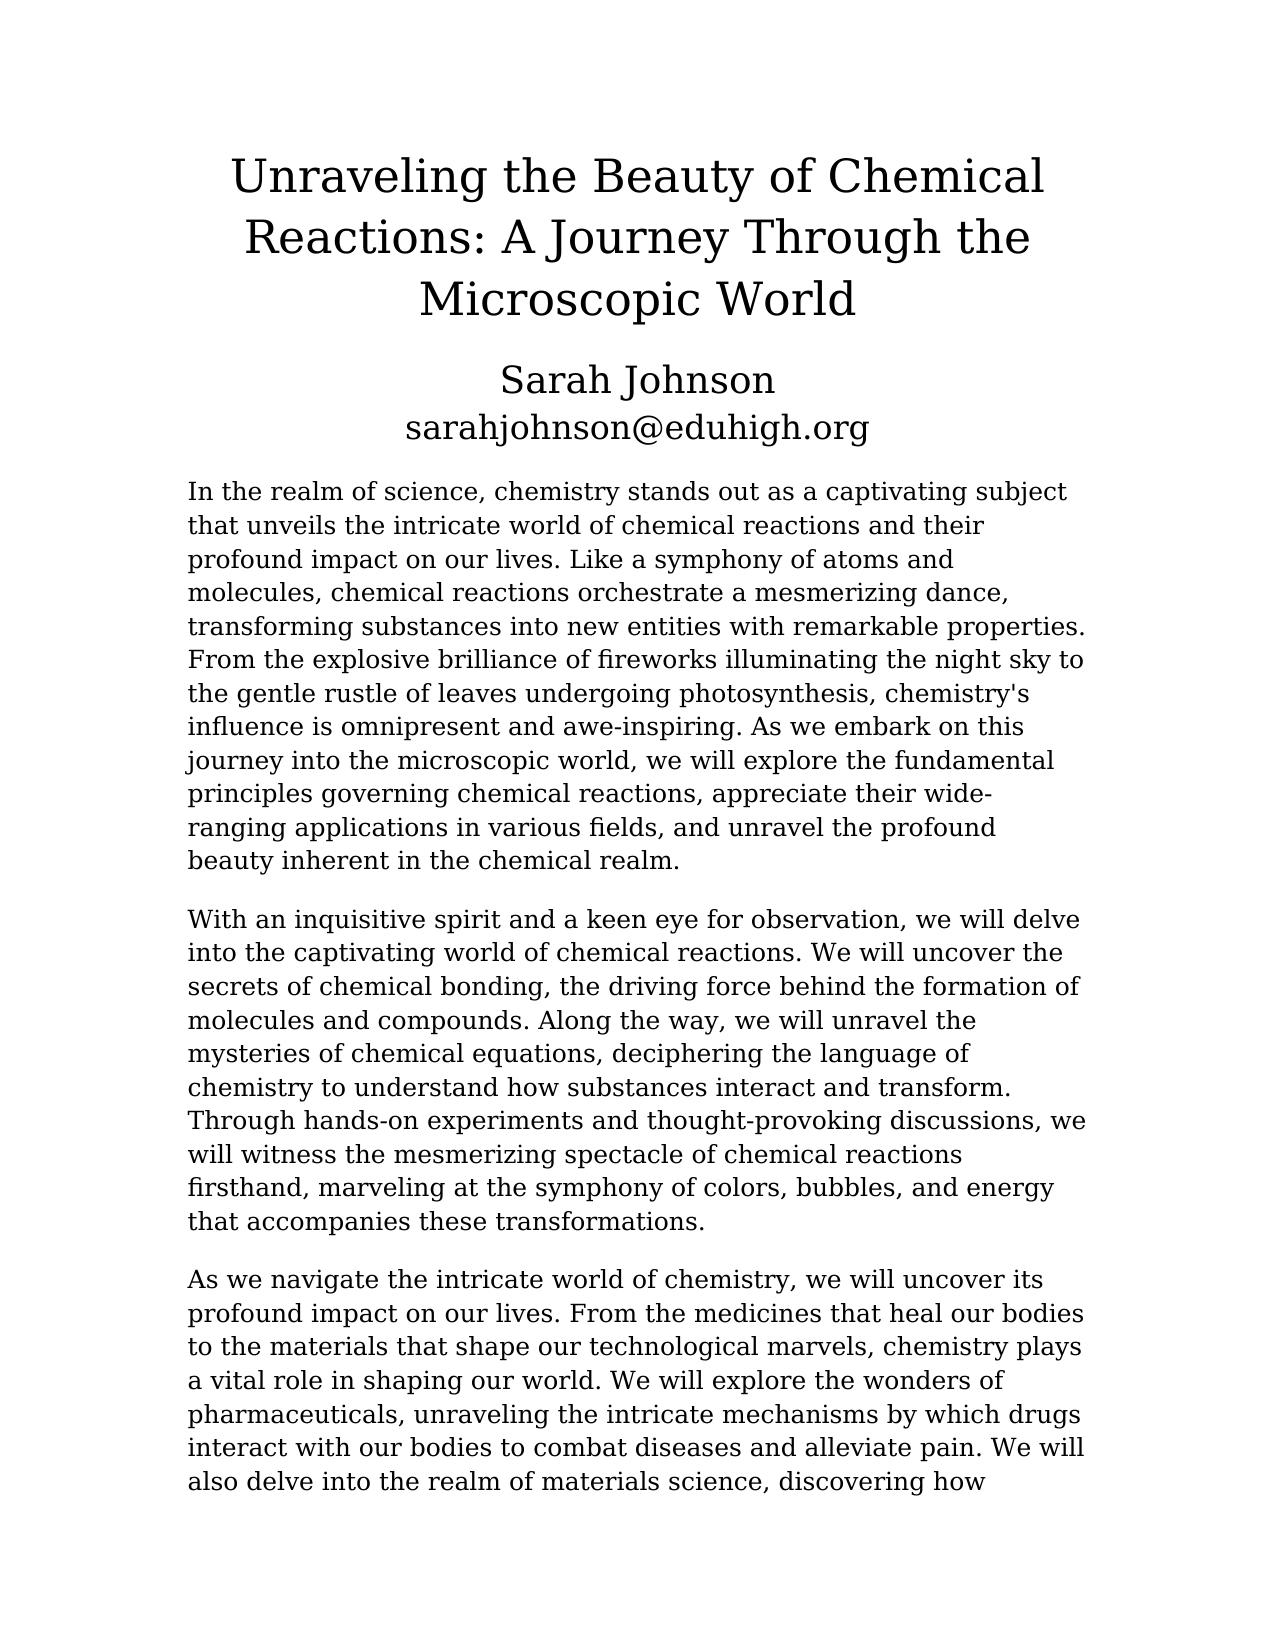 Unraveling the Beauty of Chemical
Reactions: A Journey Through the
Microscopic World
Sarah Johnson
sarahjohnson@eduhigh.org
In the realm of science, chemistry stands out as a captivating subject
that unveils the intricate world of chemical reactions and their
profound impact on our lives. Like a symphony of atoms and
molecules, chemical reactions orchestrate a mesmerizing dance,
transforming substances into new entities with remarkable properties.
From the explosive brilliance of fireworks illuminating the night sky to
the gentle rustle of leaves undergoing photosynthesis, chemistry's
influence is omnipresent and awe-inspiring. As we embark on this
journey into the microscopic world, we will explore the fundamental
principles governing chemical reactions, appreciate their wide-
ranging applications in various fields, and unravel the profound
beauty inherent in the chemical realm.
With an inquisitive spirit and a keen eye for observation, we will delve
into the captivating world of chemical reactions. We will uncover the
secrets of chemical bonding, the driving force behind the formation of
molecules and compounds. Along the way, we will unravel the
mysteries of chemical equations, deciphering the language of
chemistry to understand how substances interact and transform.
Through hands-on experiments and thought-provoking discussions, we
will witness the mesmerizing spectacle of chemical reactions
firsthand, marveling at the symphony of colors, bubbles, and energy
that accompanies these transformations.
As we navigate the intricate world of chemistry, we will uncover its
profound impact on our lives. From the medicines that heal our bodies
to the materials that shape our technological marvels, chemistry plays
a vital role in shaping our world. We will explore the wonders of
pharmaceuticals, unraveling the intricate mechanisms by which drugs
interact with our bodies to combat diseases and alleviate pain. We will
also delve into the realm of materials science, discovering how